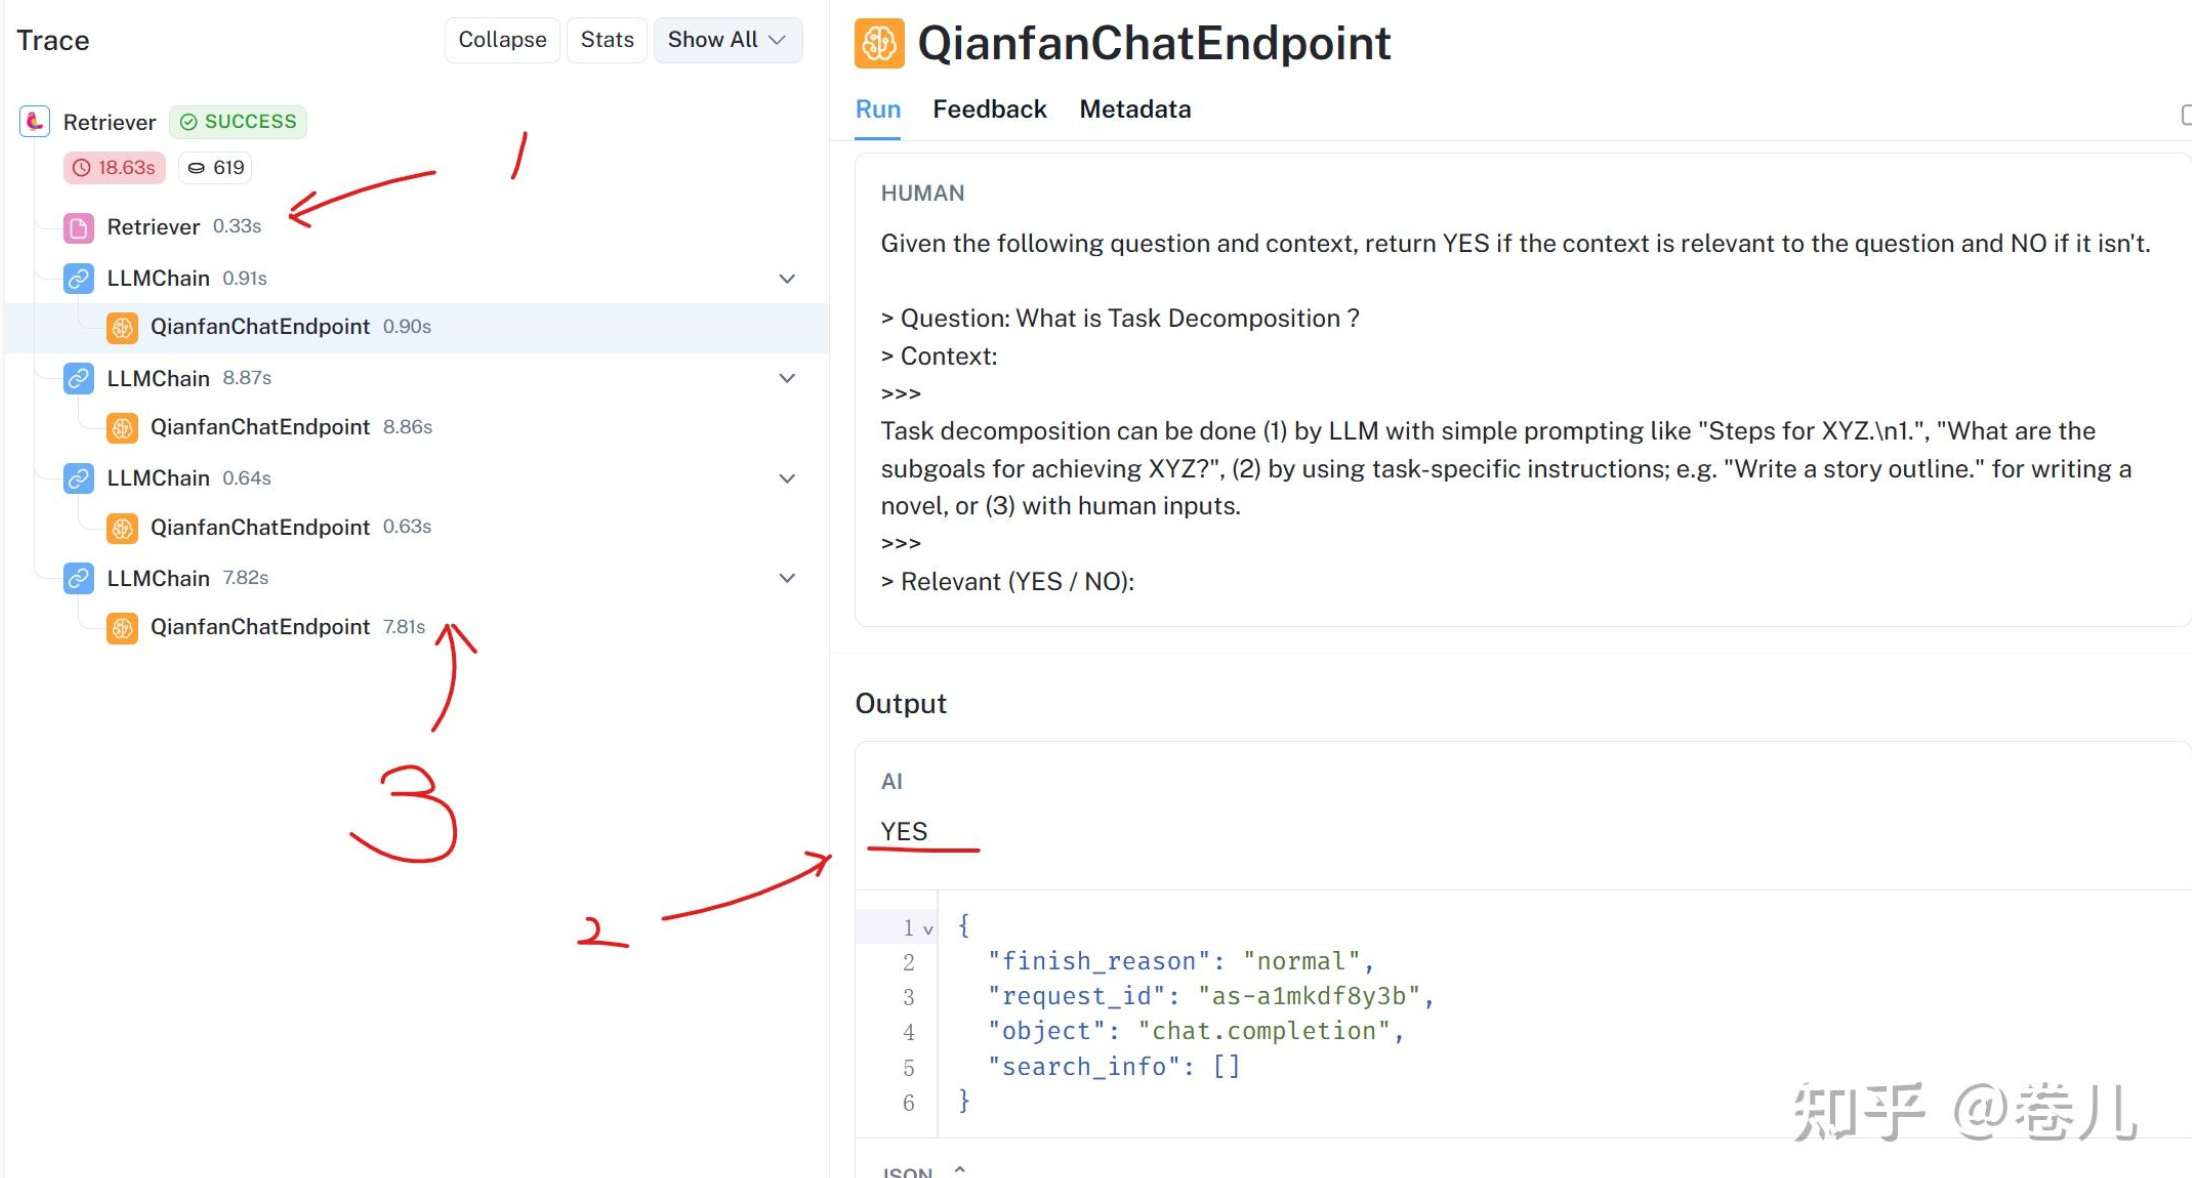 Trace
Collapse
Stats
Show All
Retriever
SUCCESS
18.63s
619
Retriever 0.33s
1
LLMChain 0.91s
QianfanChatEndpoint 0.90s
LLMChain 8.87s
QianfanChatEndpoint 8.86s
LLMChain 0.64s
QianfanChatEndpoint 0.63s
LLMChain 7.82s
QianfanChatEndpoint 7.81s
3
2
QianfanChatEndpoint
Run
Feedback
Metadata
HUMAN
Given the following question and context, return YES if the context is relevant to the question and NO if it isn't.
> Question: What is Task Decomposition ?
> Context:
>>>
Task decomposition can be done (1) by LLM with simple prompting like "Steps for XYZ.\n1.", "What are the
subgoals for achieving XYZ?", (2) by using task-specific instructions; e.g. "Write a story outline." for writing a
novel, or (3) with human inputs.
>>>
> Relevant (YES / NO):
Output
AI
YES
1 {
2 "finish_reason": "normal",
3 "request_id": "as-a1mkdf8y3b",
4 "object": "chat.completion",
5 "search_info": []
6 }
JSON
知乎 @卷儿